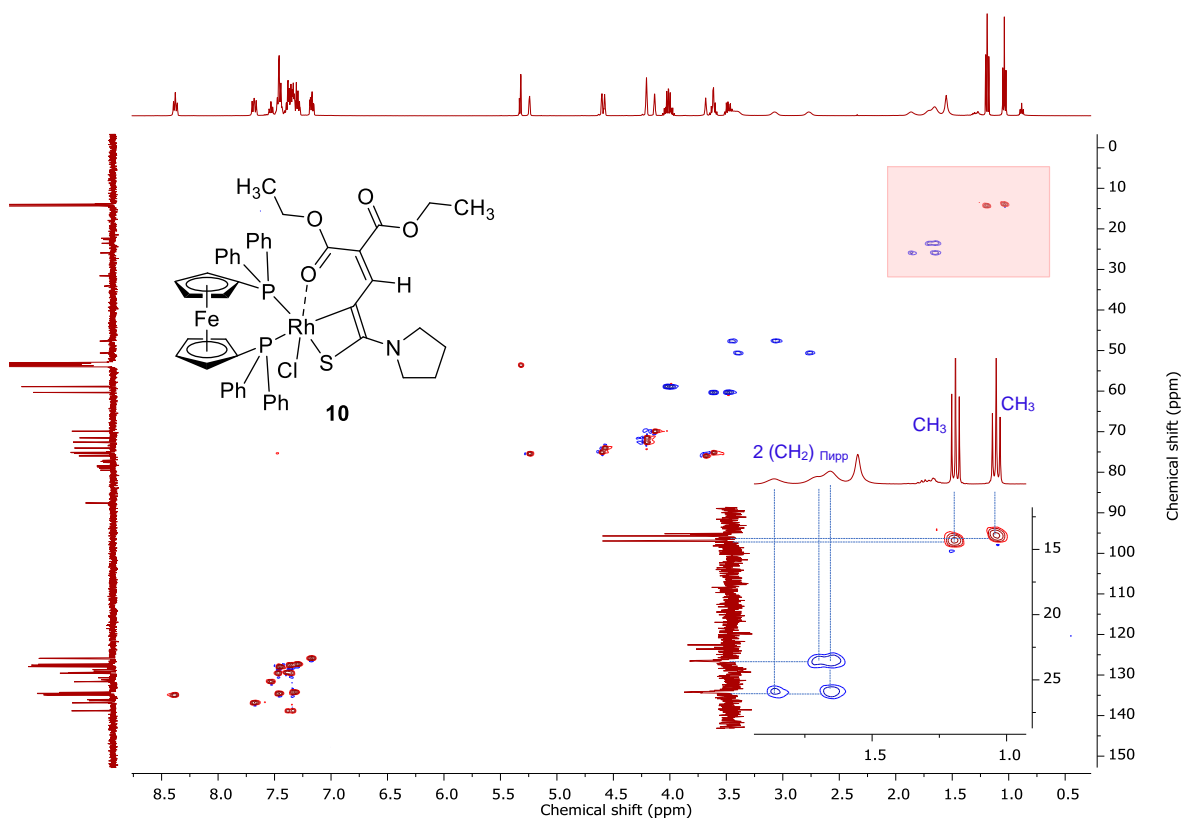 H₃C
O
O
O
CH₃
O
Ph
Ph
P
H
Fe
Rh
P
S
N
Cl
Ph
Ph
10
CH₃
CH₃
2 (CH₂) Пирр
15
20
25
1.5 1.0
0
10
20
30
40
50
60
70
80
90
100
110
120
130
140
150
Chemical shift (ppm)
8.5 8.0 7.5 7.0 6.5 6.0 5.5 5.0 4.5 4.0 3.5 3.0 2.5 2.0 1.5 1.0 0.5
Chemical shift (ppm)